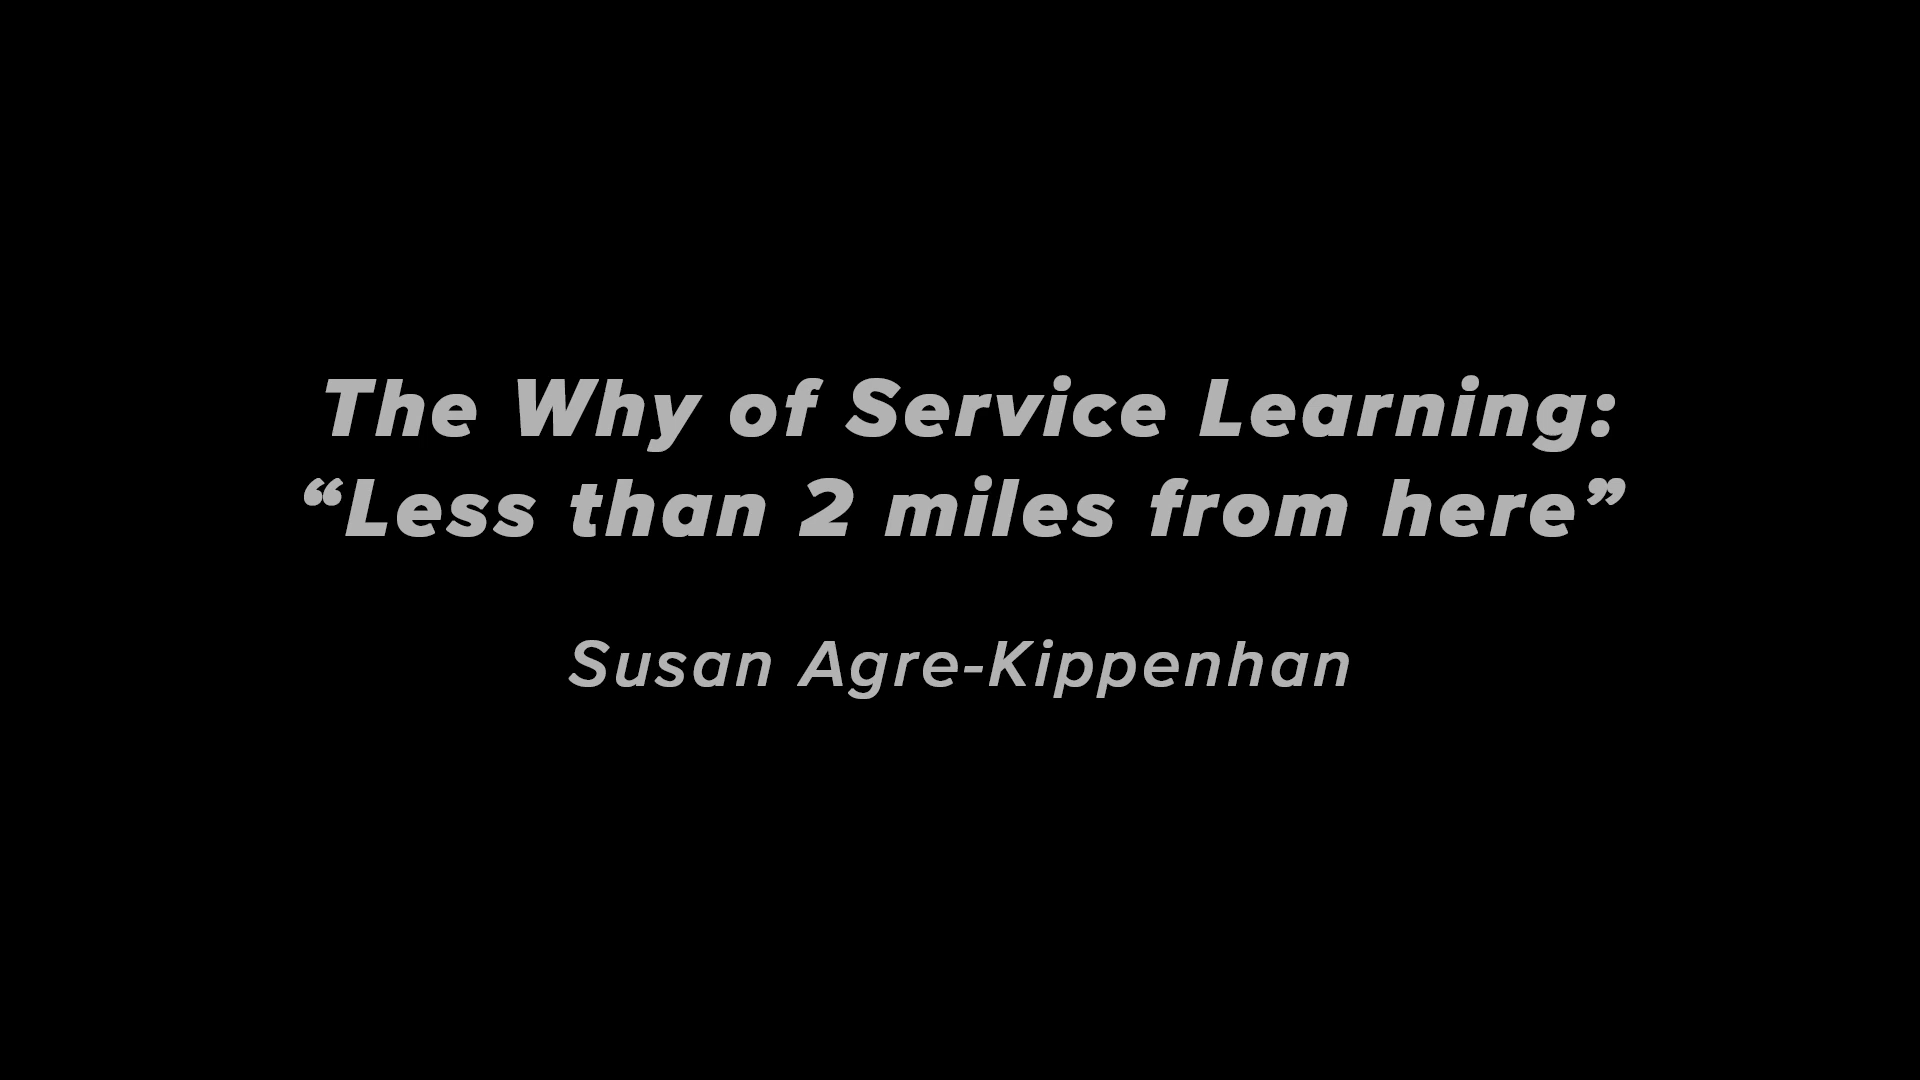 The Why of Service Learning:
“Less than 2 miles from here”
Susan Agre-Kippenhan